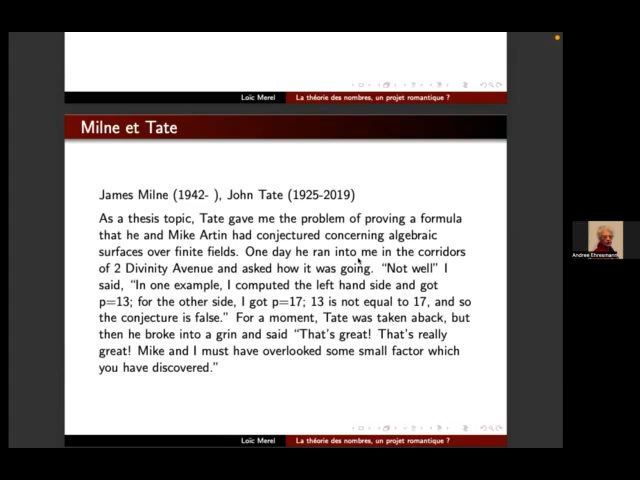 Loïc Merel La théorie des nombres, un projet romantique ?
Milne et Tate
James Milne (1942- ), John Tate (1925-2019)
As a thesis topic, Tate gave me the problem of proving a formula
that he and Mike Artin had conjectured concerning algebraic
surfaces over finite fields. One day he ran into me in the corridors
of 2 Divinity Avenue and asked how it was going. “Not well” I
said, “In one example, I computed the left hand side and got
p=13; for the other side, I got p=17; 13 is not equal to 17, and so
the conjecture is false.” For a moment, Tate was taken aback, but
then he broke into a grin and said “That’s great! That’s really
great! Mike and I must have overlooked some small factor which
you have discovered.”
Loïc Merel La théorie des nombres, un projet romantique ?
Andree Ehresmann